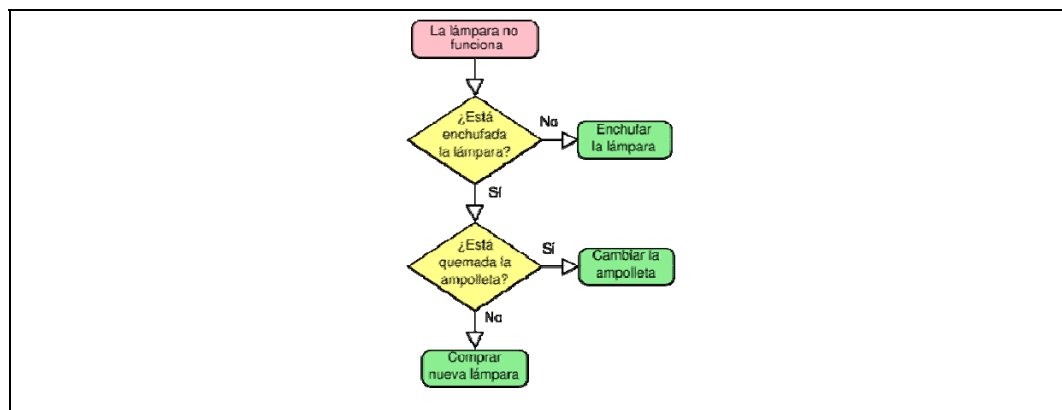 La lámpara no
funciona
¿Está
enchufada
la lámpara?
No
Enchufar
la lámpara
Sí
¿Está
quemada la
ampolleta?
Sí
Cambiar la
ampolleta
No
Comprar
nueva lámpara